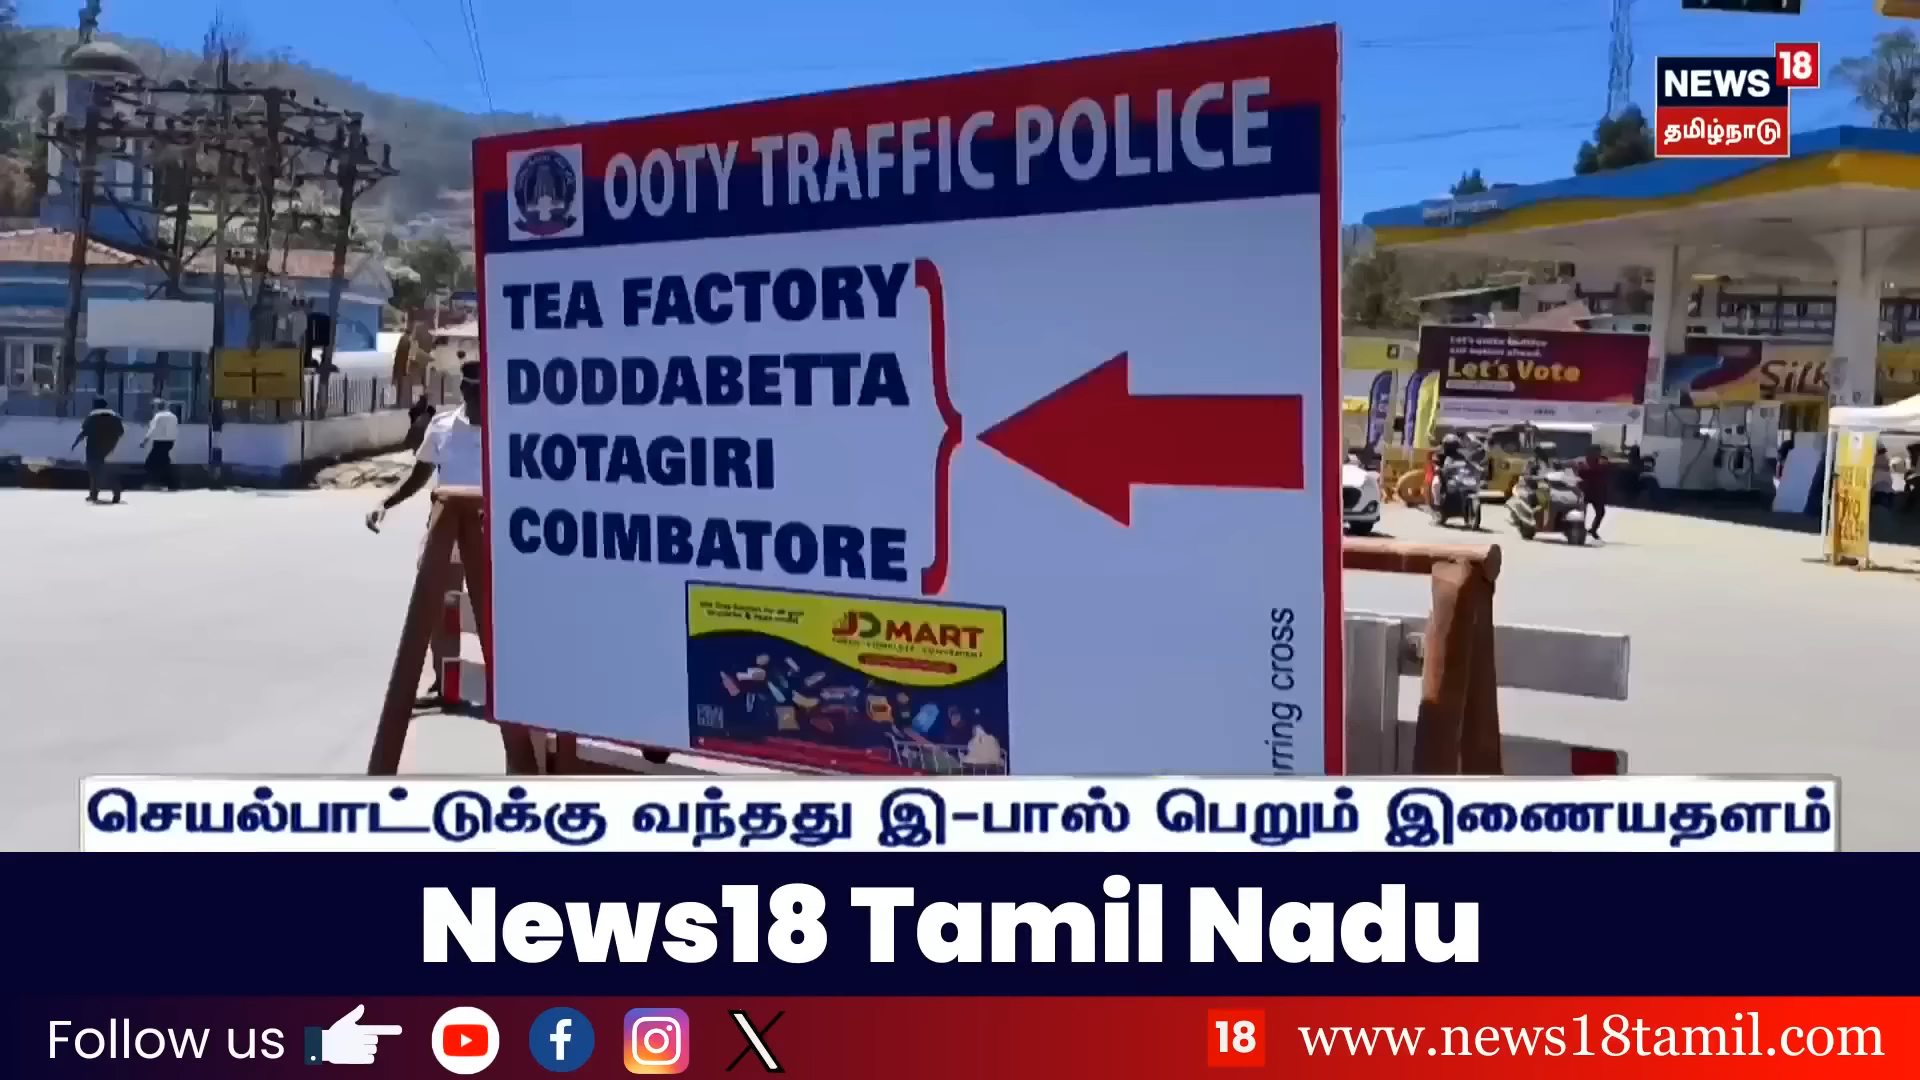 NEWS 18
தமிழ்நாடு
OOTY TRAFFIC POLICE
TEA FACTORY
DODDABETTA
KOTAGIRI
COIMBATORE
JD MART
Let's Vote
cross
செயல்பாட்டுக்கு வந்தது இ-பாஸ் பெறும் இணையதளம்
News18 Tamil Nadu
Follow us
18 www.news18tamil.com